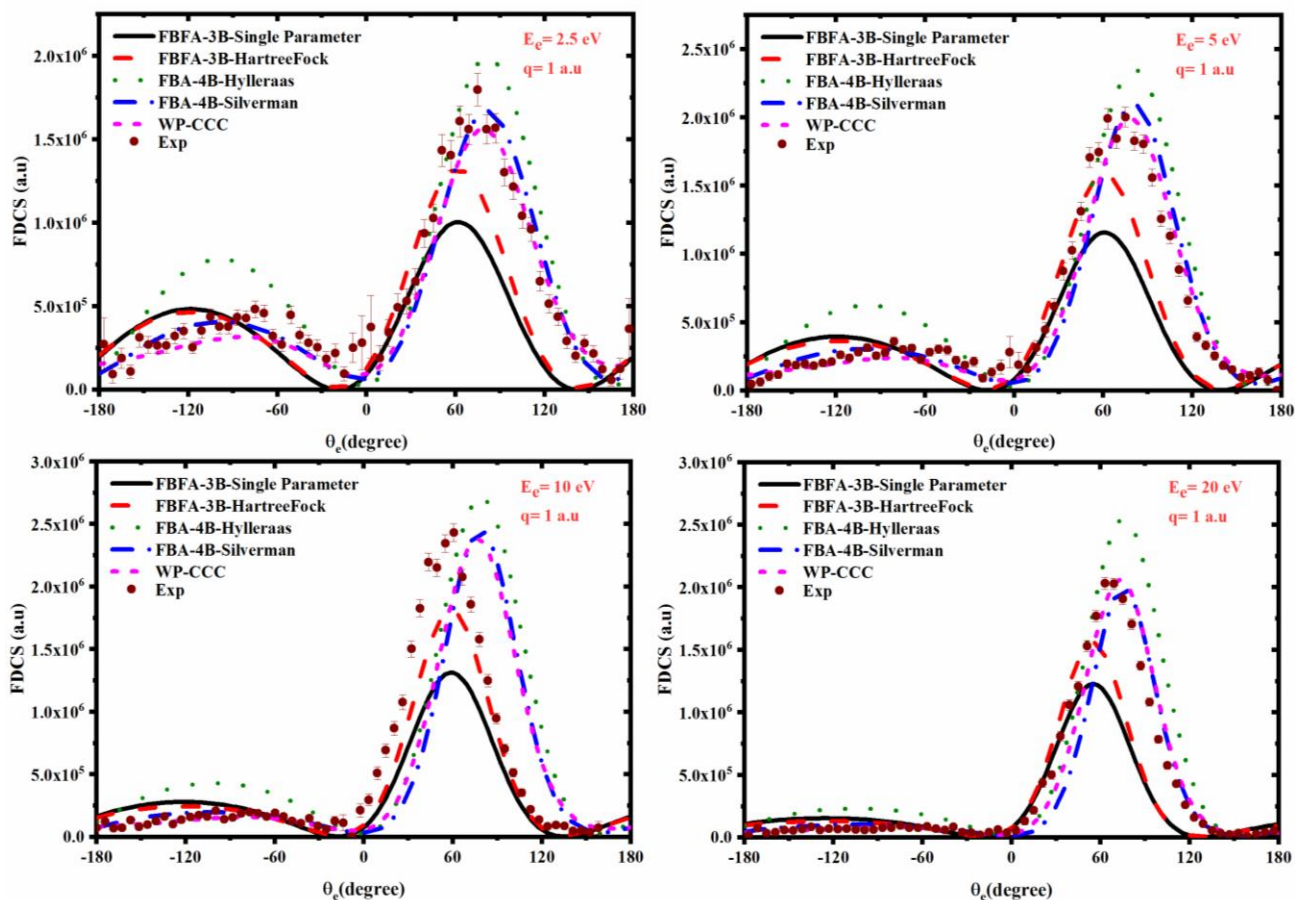 FBFA-3B-Single Parameter
FBFA-3B-HartreeFock
FBA-4B-Hylleraas
FBA-4B-Silverman
WP-CCC
Exp
E_e= 2.5 eV
q= 1 a.u
2.0x10^6
1.5x10^6
1.0x10^6
5.0x10^5
0.0
FDCS (a.u)
-180 -120 -60 0 60 120 180
θ_e(degree)
FBFA-3B-Single Parameter
FBFA-3B-HartreeFock
FBA-4B-Hylleraas
FBA-4B-Silverman
WP-CCC
Exp
E_e= 5 eV
q= 1 a.u
2.5x10^6
2.0x10^6
1.5x10^6
1.0x10^6
5.0x10^5
0.0
FDCS (a.u)
-180 -120 -60 0 60 120 180
θ_e(degree)
FBFA-3B-Single Parameter
FBFA-3B-HartreeFock
FBA-4B-Hylleraas
FBA-4B-Silverman
WP-CCC
Exp
E_e= 10 eV
q= 1 a.u
3.0x10^6
2.5x10^6
2.0x10^6
1.5x10^6
1.0x10^6
5.0x10^5
0.0
FDCS (a.u)
-180 -120 -60 0 60 120 180
θ_e(degree)
FBFA-3B-Single Parameter
FBFA-3B-HartreeFock
FBA-4B-Hylleraas
FBA-4B-Silverman
WP-CCC
Exp
E_e= 20 eV
q= 1 a.u
3.0x10^6
2.5x10^6
2.0x10^6
1.5x10^6
1.0x10^6
5.0x10^5
0.0
FDCS (a.u)
-180 -120 -60 0 60 120 180
θ_e(degree)